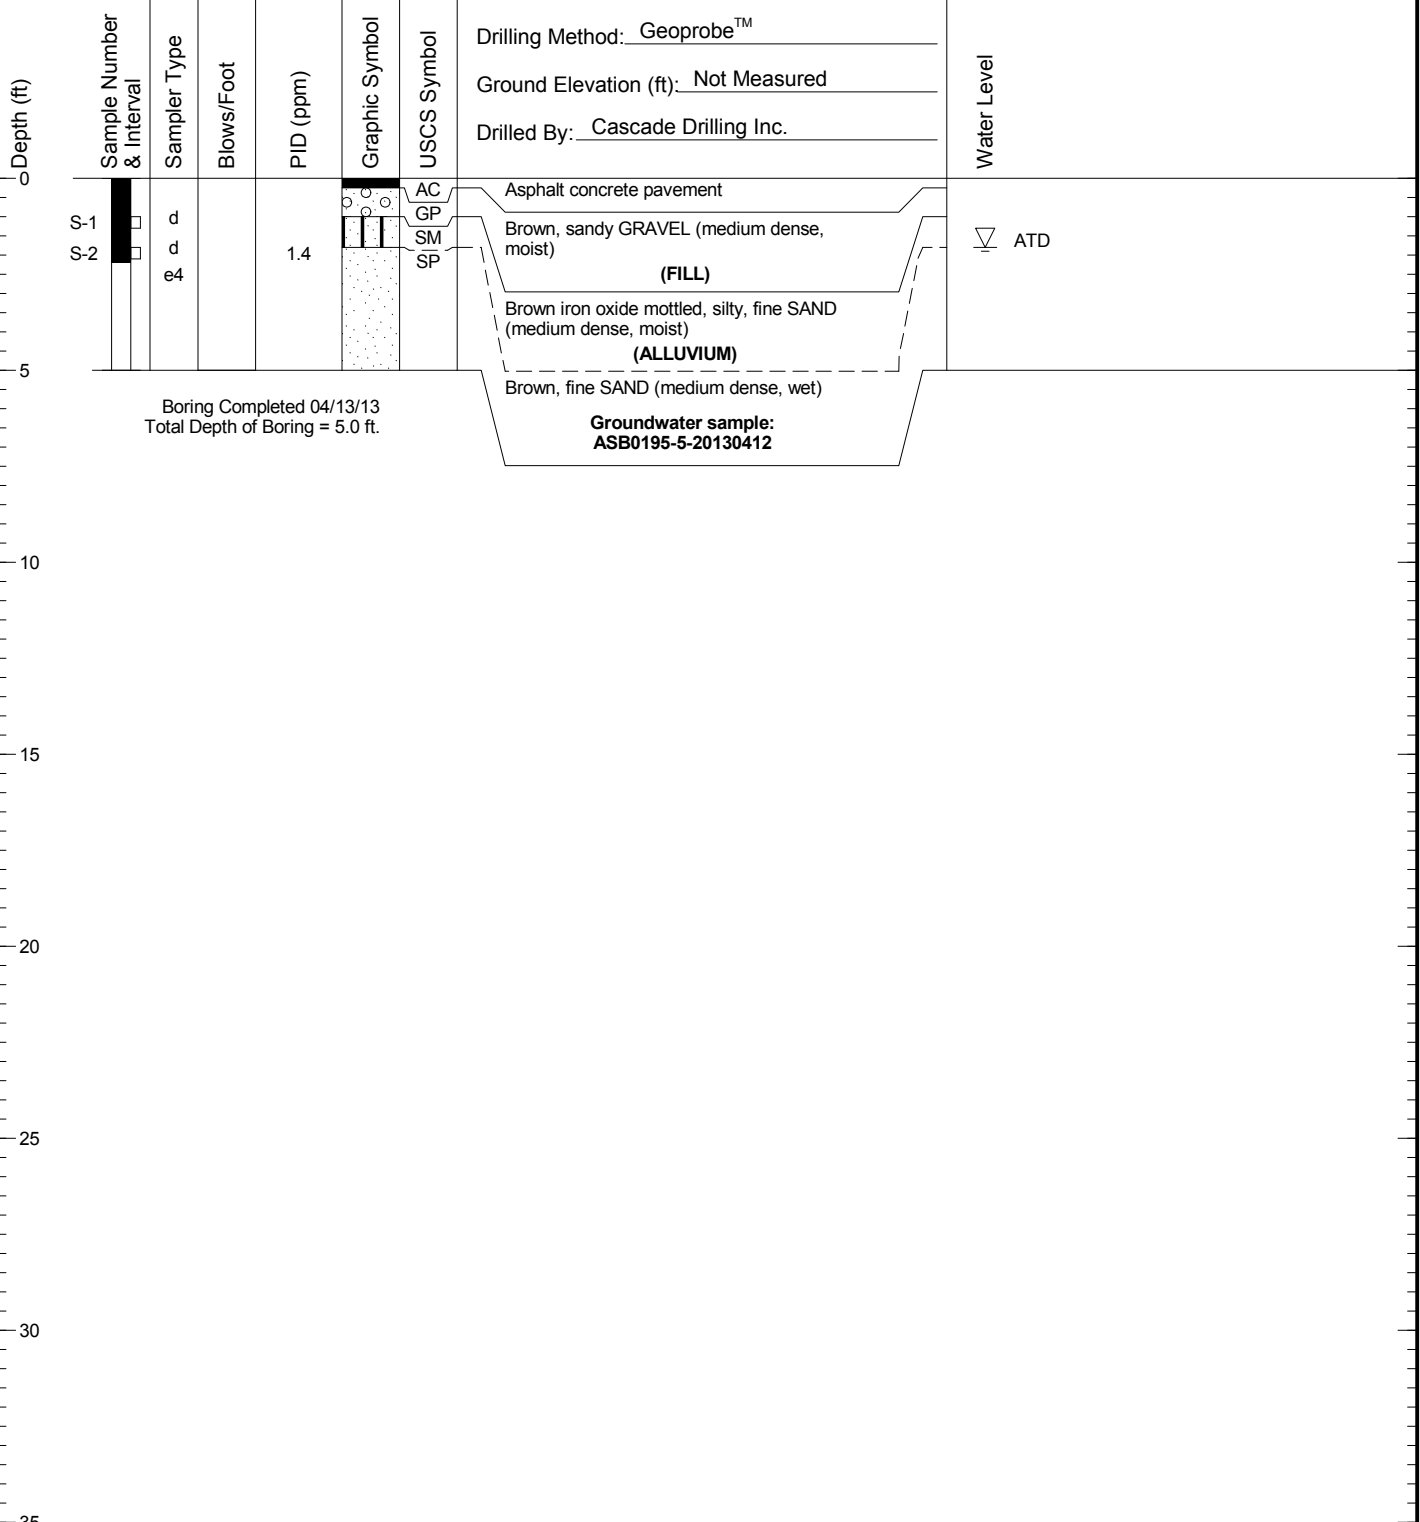 Depth (ft)
Sample Number
& Interval
Sampler Type
Blows/Foot
PID (ppm)
Graphic Symbol
USCS Symbol
Drilling Method: Geoprobe™
Ground Elevation (ft): Not Measured
Drilled By: Cascade Drilling Inc.
Water Level
0
AC
Asphalt concrete pavement
S-1
d
GP
Brown, sandy GRAVEL (medium dense,
moist)
SM
ATD
S-2
d
1.4
SP
e4
(FILL)
Brown iron oxide mottled, silty, fine SAND
(medium dense, moist)
(ALLUVIUM)
5
Brown, fine SAND (medium dense, wet)
Boring Completed 04/13/13
Total Depth of Boring = 5.0 ft.
Groundwater sample:
ASB0195-5-20130412
10
15
20
25
30
35